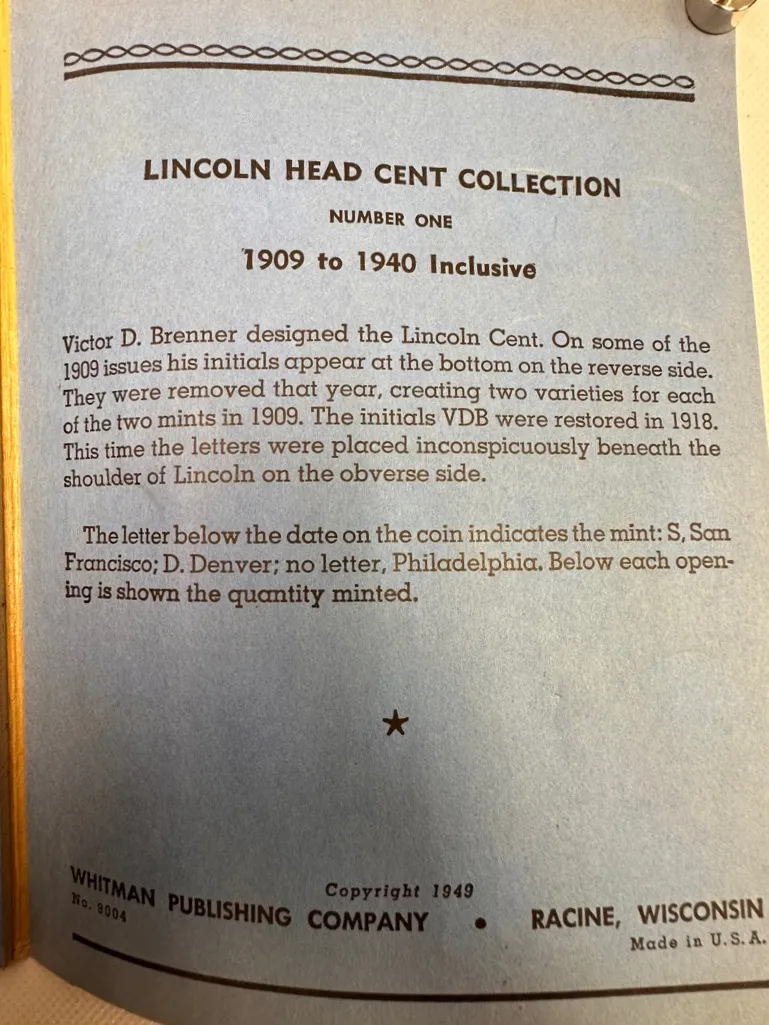 LINCOLN HEAD CENT COLLECTION
NUMBER ONE
1909 to 1940 Inclusive
Victor D. Brenner designed the Lincoln Cent. On some of the
1909 issues his initials appear at the bottom on the reverse side.
They were removed that year, creating two varieties for each
of the two mints in 1909. The initials VDB were restored in 1918.
This time the letters were placed inconspicuously beneath the
shoulder of Lincoln on the obverse side.
The letter below the date on the coin indicates the mint: S, San
Francisco; D. Denver; no letter, Philadelphia. Below each open-
ing is shown the quantity minted.
Copyright 1949
WHITMAN PUBLISHING COMPANY • RACINE, WISCONSIN
No. 9004 Made in U.S.A.